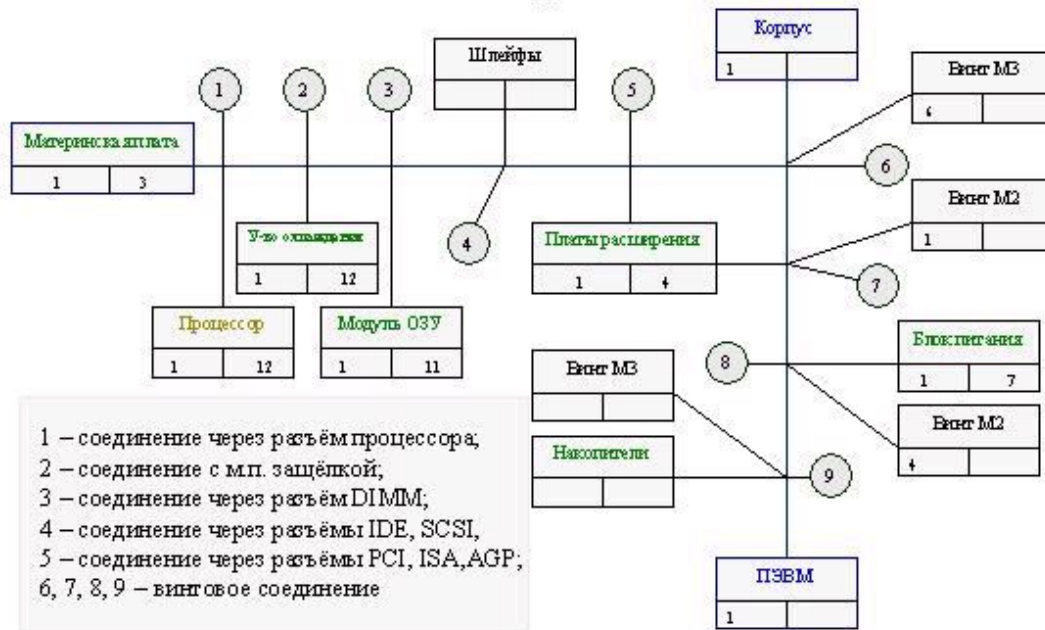 Шлейфы
Корпус
1
Винт М3
6
1
2
3
5
Материнская плата
1 3
6
Винт М2
1
У-во охлаждения
1 12
4
Платы расширения
1 4
7
Процессор
1 12
Модуль ОЗУ
1 11
8
Блок питания
1 7
Винт М3
Винт М2
4
Накопители
9
1 – соединение через разъём процессора;
2 – соединение с м.п. защёлкой;
3 – соединение через разъём DIMM;
4 – соединение через разъёмы IDE, SCSI,
5 – соединение через разъёмы PCI, ISA,AGP;
6, 7, 8, 9 – винтовое соединение
ПЭВМ
1